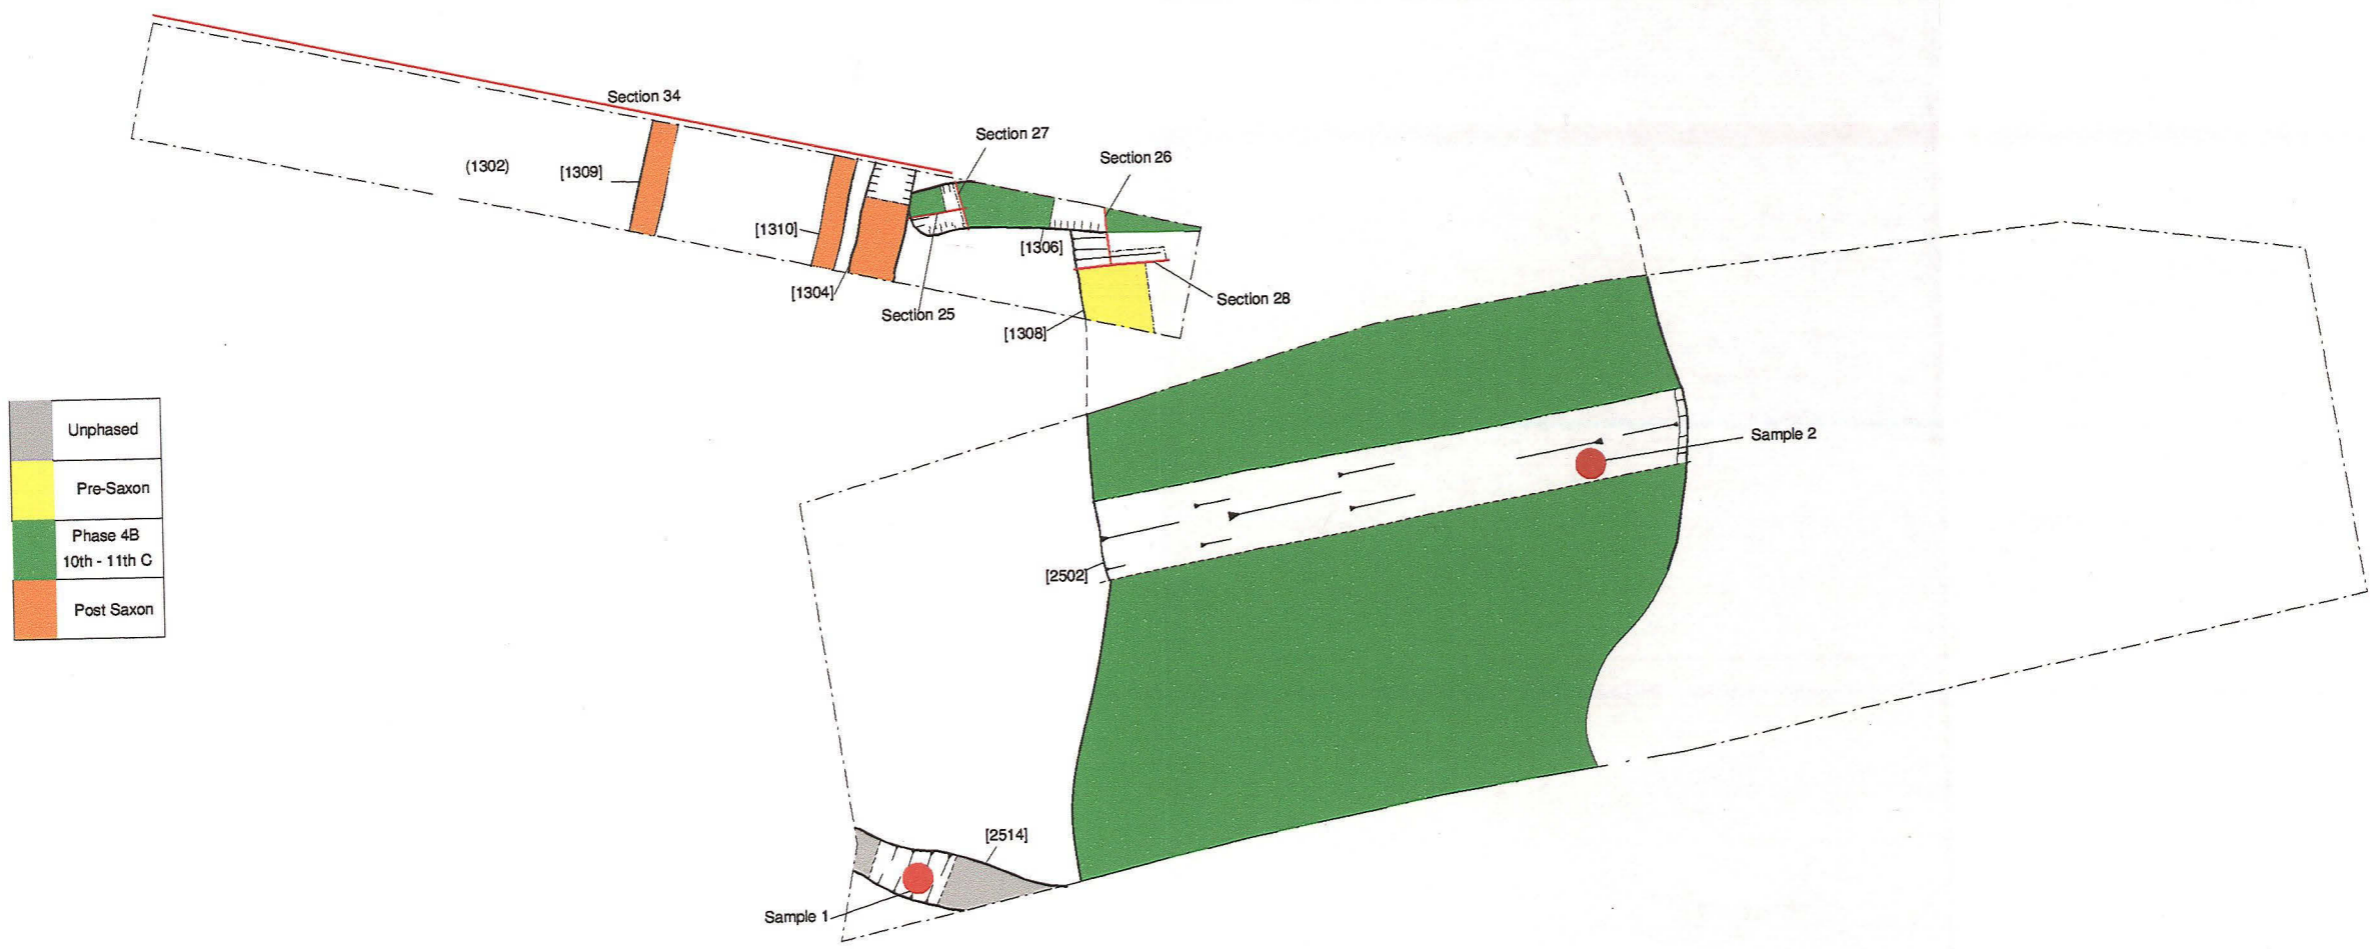 Section 34
Section 27
Section 26
(1302)
[1309]
[1310]
[1306]
[1304]
Section 25
Section 28
[1308]
Unphased
Pre-Saxon
Phase 4B
10th - 11th C
Post Saxon
Sample 2
[2502]
[2514]
Sample 1